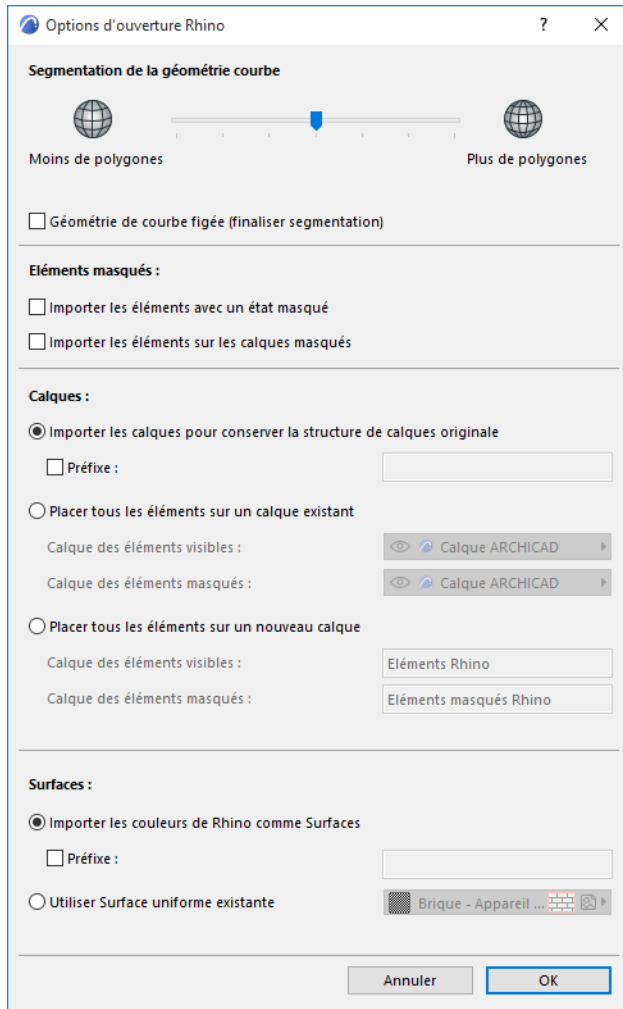 Options d'ouverture Rhino ?
Segmentation de la géométrie courbe
Moins de polygones Plus de polygones
Géométrie de courbe figée (finaliser segmentation)
Eléments masqués :
Importer les éléments avec un état masqué
Importer les éléments sur les calques masqués
Calques :
Importer les calques pour conserver la structure de calques originale
Préfixe :
Placer tous les éléments sur un calque existant
Calque des éléments visibles : Calque ARCHICAD
Calque des éléments masqués : Calque ARCHICAD
Placer tous les éléments sur un nouveau calque
Calque des éléments visibles : Eléments Rhino
Calque des éléments masqués : Eléments masqués Rhino
Surfaces :
Importer les couleurs de Rhino comme Surfaces
Préfixe :
Utiliser Surface uniforme existante Brique - Appareil ...
Annuler OK